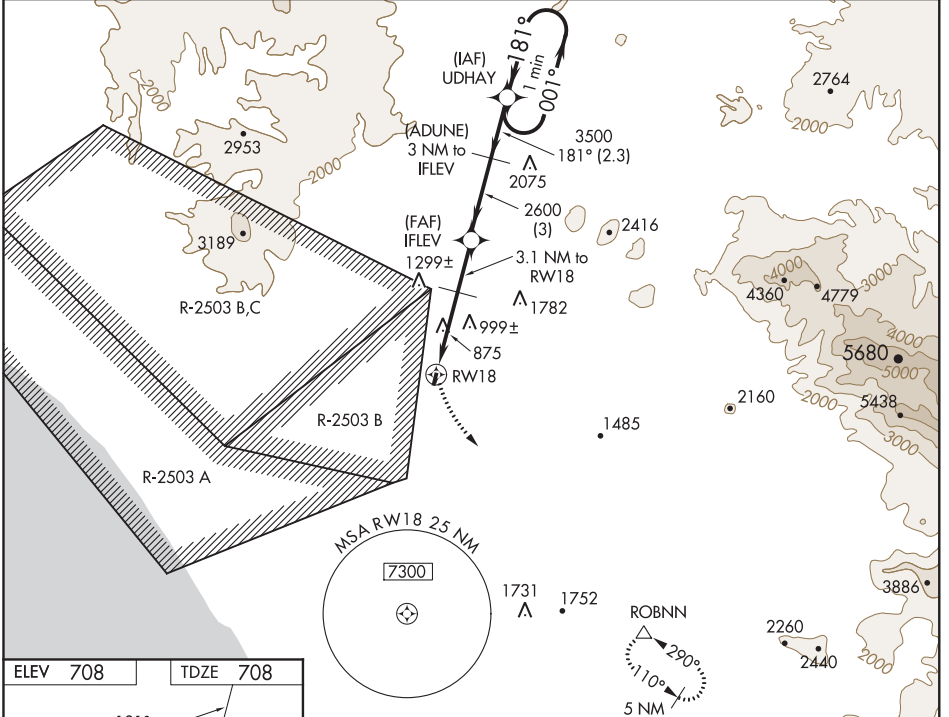 (IAF)
UDHAY
181°
1 min
001°
2764
2000
2000
2000
2953
(ADUNE)
3 NM to
IFLEV
3500
181° (2.3)
2075
2600
(3)
2416
3189
(FAF)
IFLEV
1299±
3.1 NM to
RW18
R-2503 B,C
1782
999±
875
RW18
4000
3000
4360
4779
4000
5680
5000
5438
2000
3000
2160
R-2503 B
1485
R-2503 A
MSA RW18 25 NM
7300
1731
1752
ROBNN
290°
110°
5 NM
3886
2260
2440
2000
ELEV 708
TDZE 708